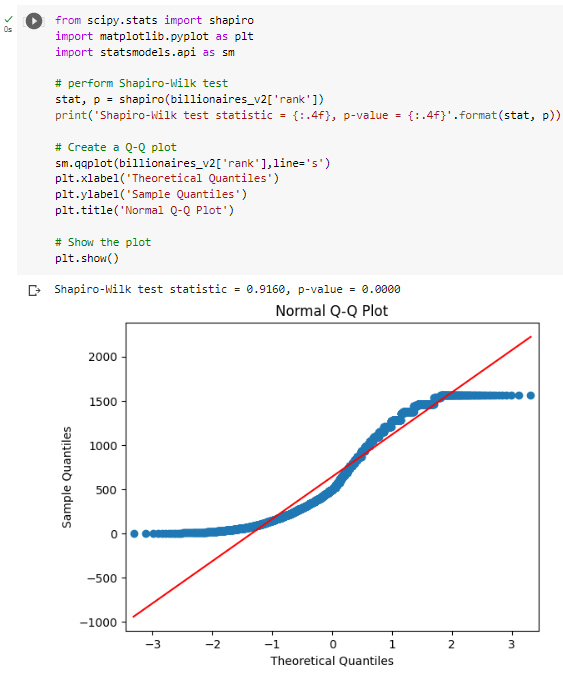 from scipy.stats import shapiro
import matplotlib.pyplot as plt
import statsmodels.api as sm
# perform Shapiro-Wilk test
stat, p = shapiro(billionaires_v2['rank'])
print('Shapiro-Wilk test statistic = {:.4f}, p-value = {:.4f}'.format(stat, p))
# Create a Q-Q plot
sm.qqplot(billionaires_v2['rank'],line='s')
plt.xlabel('Theoretical Quantiles')
plt.ylabel('Sample Quantiles')
plt.title('Normal Q-Q Plot')
# Show the plot
plt.show()
0s
Shapiro-Wilk test statistic = 0.9160, p-value = 0.0000
Normal Q-Q Plot
Sample Quantiles
2000
1500
1000
500
0
−500
−1000
−3 −2 −1 0 1 2 3
Theoretical Quantiles